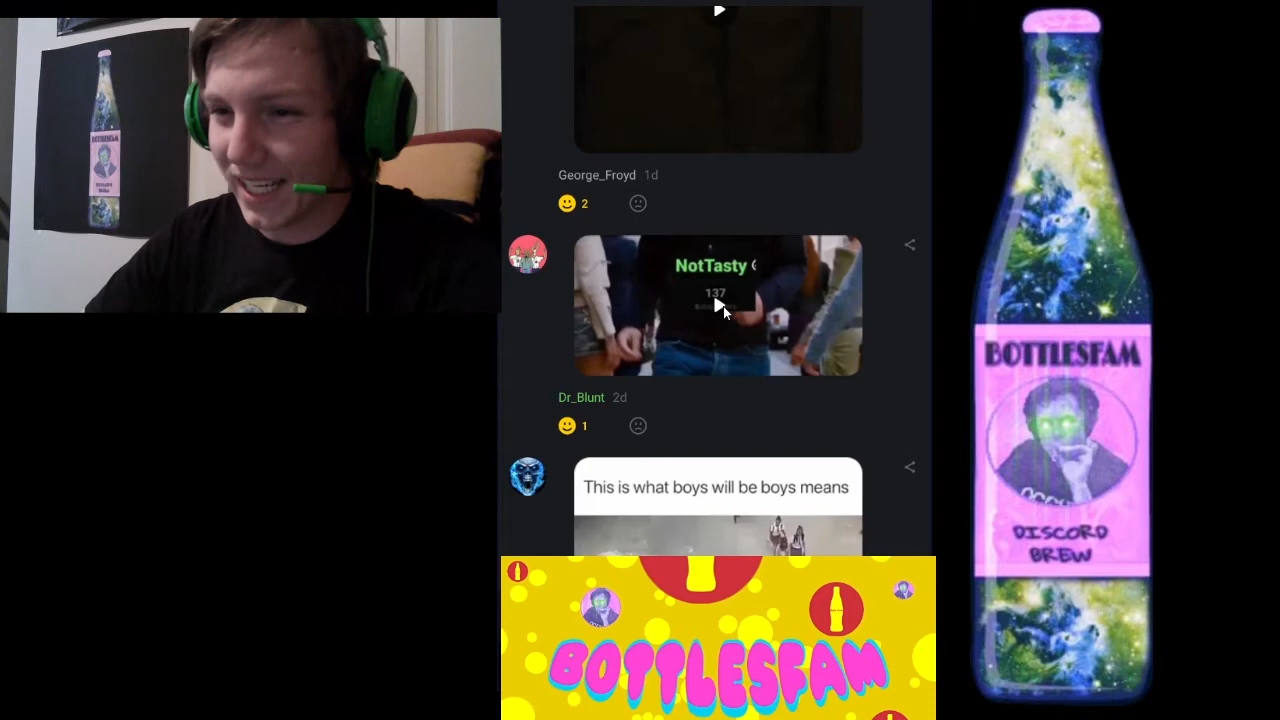 BOTTLESFAM
George_Froyd 1d
2
NotTasty
137
Dr_Blunt 2d
1
This is what boys will be boys means
BOTTLESFAM
BOTTLESFAM
DISCORD
BREW